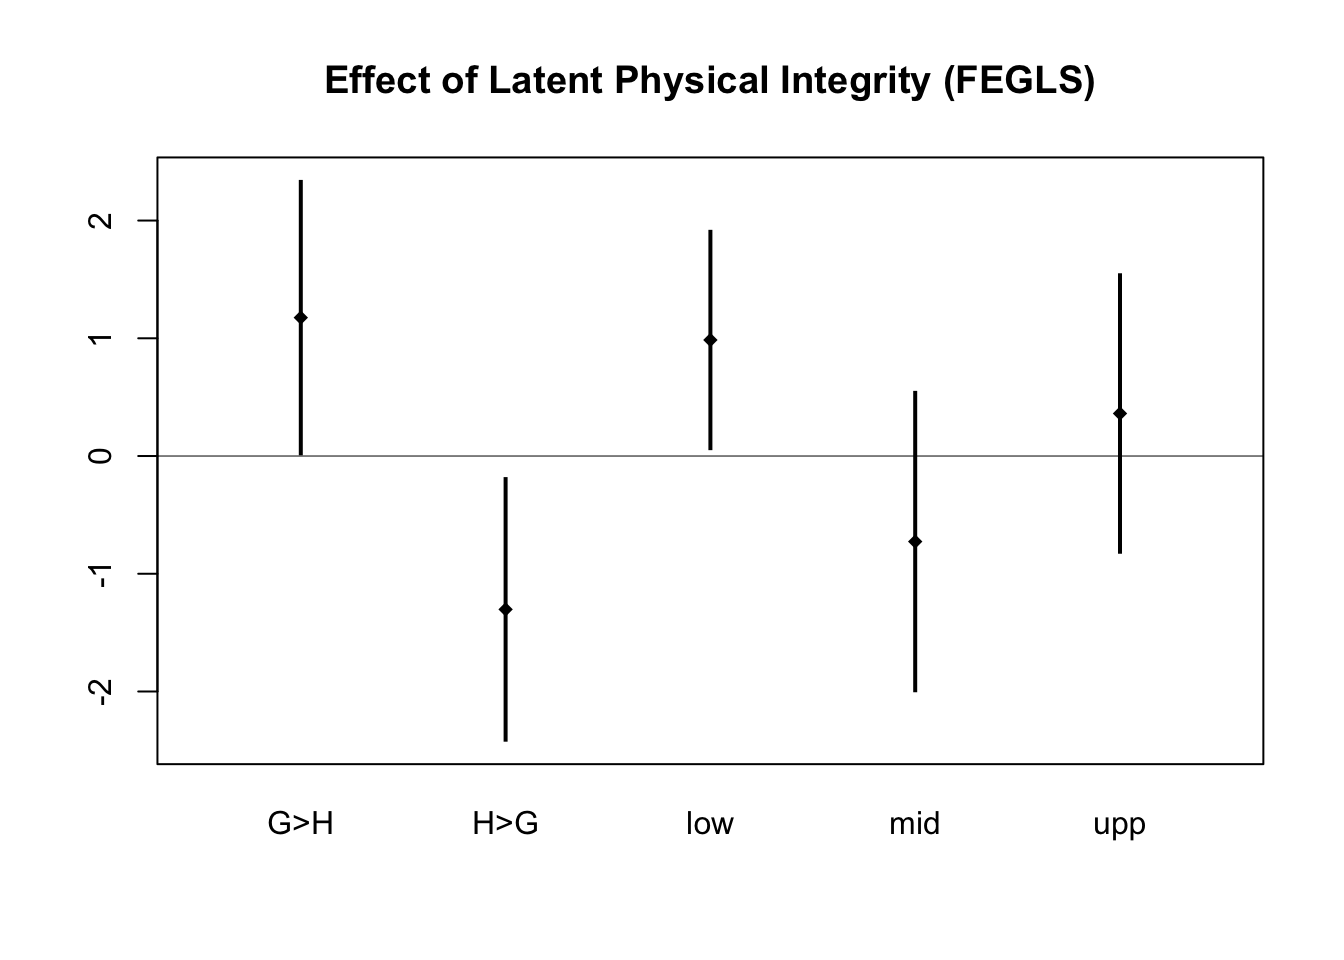 Effect of Latent Physical Integrity (FEGLS)
2
1
0
-1
-2
G>H H>G low mid upp